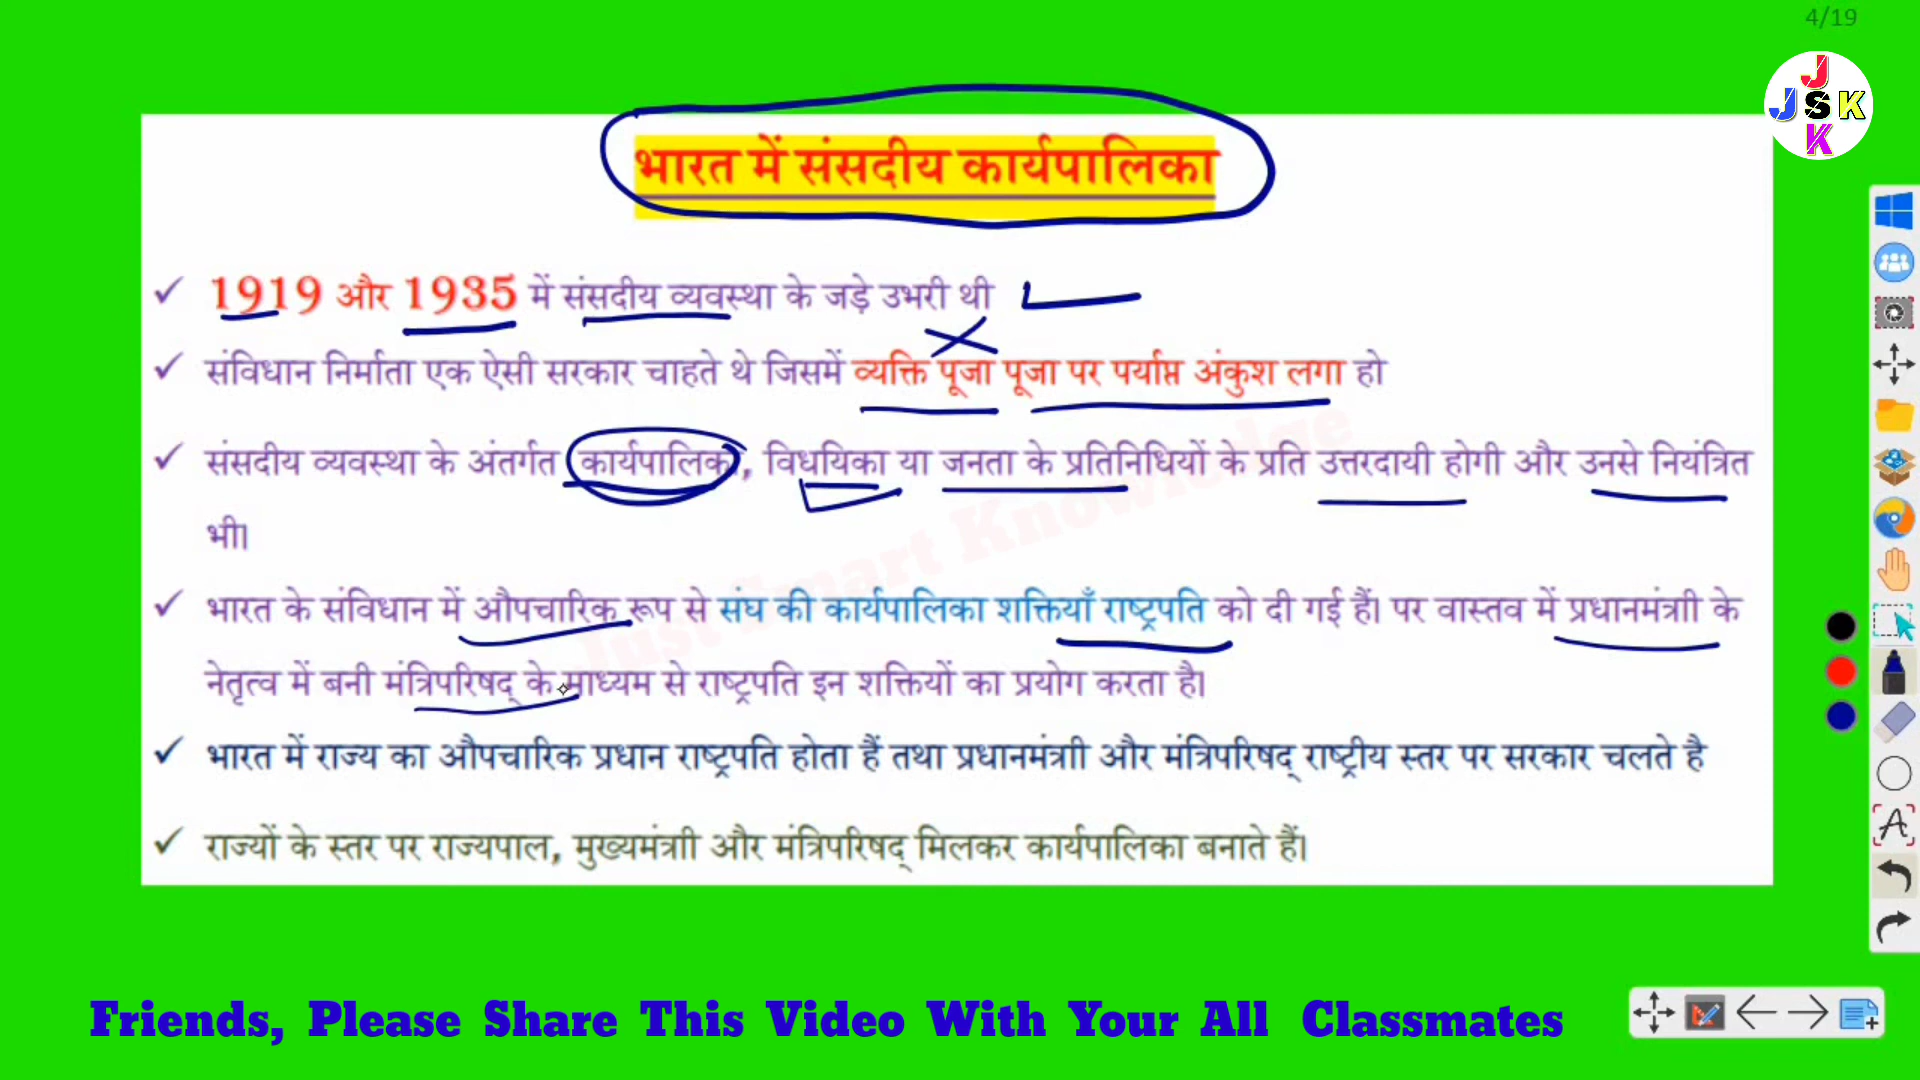 4/19
J
J S K
K
भारत में संसदीय कार्यपालिका
✓ 1919 और 1935 में संसदीय व्यवस्था के जड़े उभरी थी
✓ संविधान निर्माता एक ऐसी सरकार चाहते थे जिसमें व्यक्ति पूजा पूजा पर पर्याप्त अंकुश लगा हो
✓ संसदीय व्यवस्था के अंतर्गत कार्यपालिका, विधयिका या जनता के प्रतिनिधियों के प्रति उत्तरदायी होगी और उनसे नियंत्रित
भी।
✓ भारत के संविधान में औपचारिक रूप से संघ की कार्यपालिका शक्तियाँ राष्ट्रपति को दी गई हैं। पर वास्तव में प्रधानमंत्राी के
नेतृत्व में बनी मंत्रिपरिषद् के माध्यम से राष्ट्रपति इन शक्तियों का प्रयोग करता है।
✓ भारत में राज्य का औपचारिक प्रधान राष्ट्रपति होता हैं तथा प्रधानमंत्राी और मंत्रिपरिषद् राष्ट्रीय स्तर पर सरकार चलते है
✓ राज्यों के स्तर पर राज्यपाल, मुख्यमंत्राी और मंत्रिपरिषद् मिलकर कार्यपालिका बनाते हैं।
Just Smart Knowledge
Friends, Please Share This Video With Your All Classmates